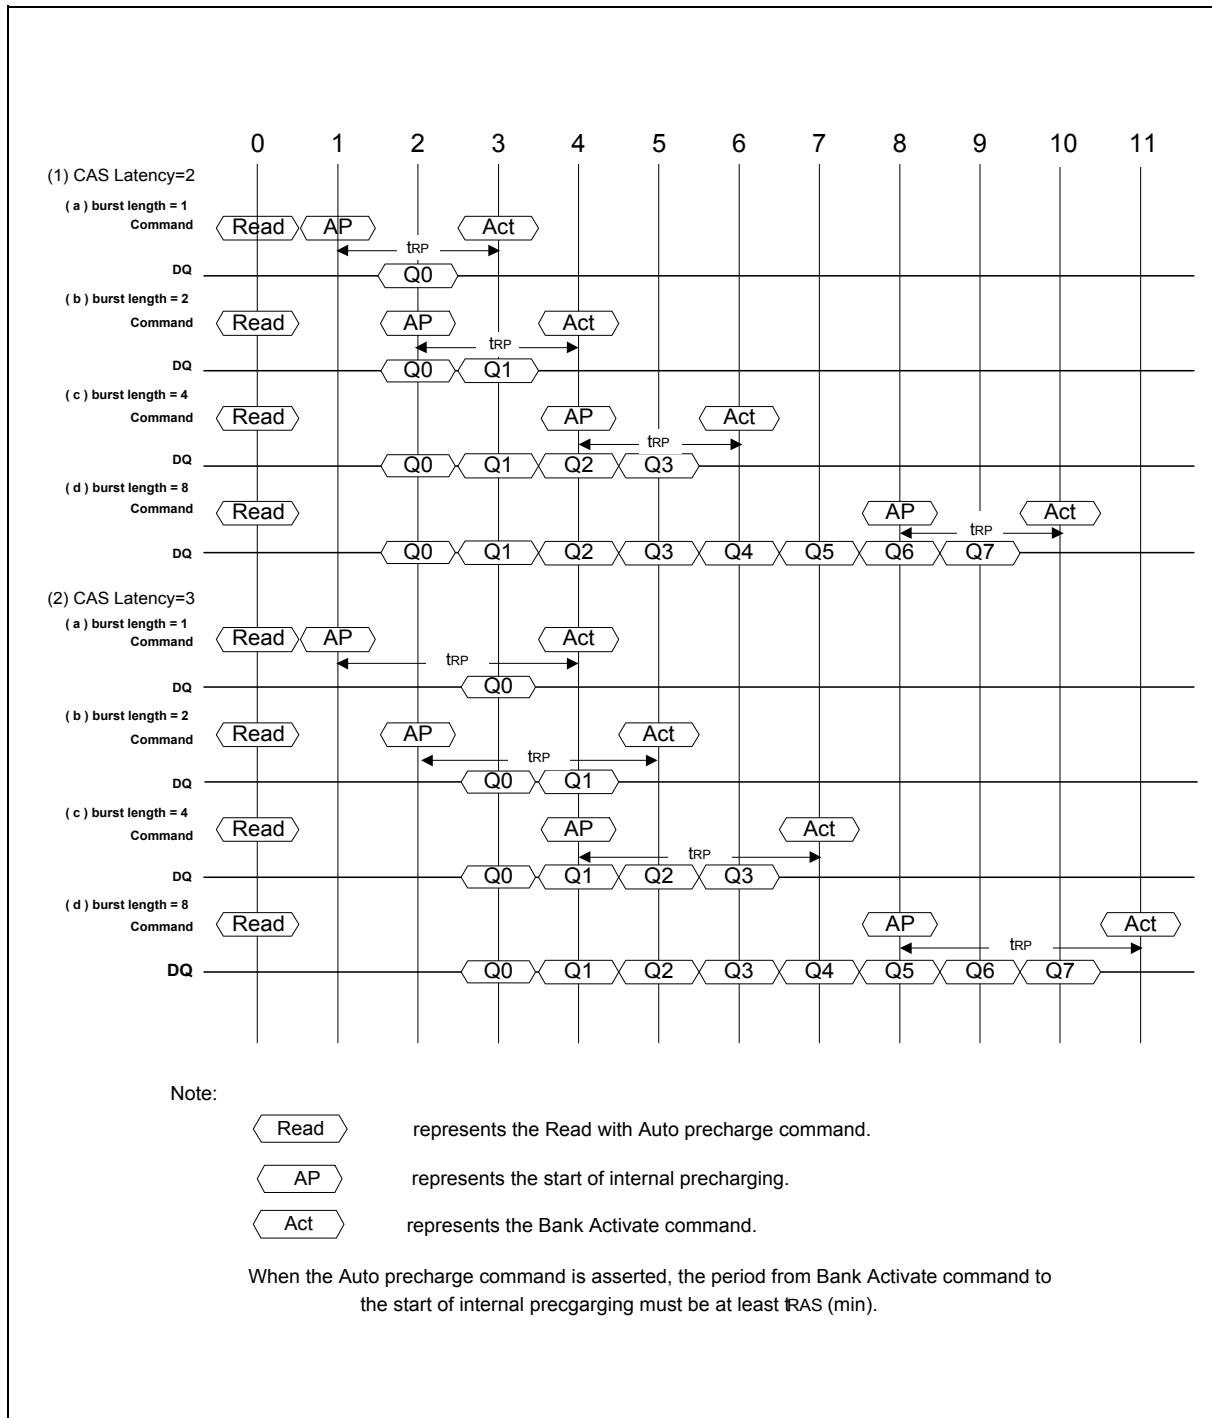 0 1 2 3 4 5 6 7 8 9 10 11
(1) CAS Latency=2
( a ) burst length = 1
Command Read AP Act
tRP
DQ Q0
( b ) burst length = 2
Command Read AP Act
tRP
DQ Q0 Q1
( c ) burst length = 4
Command Read AP Act
tRP
DQ Q0 Q1 Q2 Q3
( d ) burst length = 8
Command Read AP Act
tRP
DQ Q0 Q1 Q2 Q3 Q4 Q5 Q6 Q7
(2) CAS Latency=3
( a ) burst length = 1
Command Read AP Act
tRP
DQ Q0
( b ) burst length = 2
Command Read AP Act
tRP
DQ Q0 Q1
( c ) burst length = 4
Command Read AP Act
tRP
DQ Q0 Q1 Q2 Q3
( d ) burst length = 8
Command Read AP Act
tRP
DQ Q0 Q1 Q2 Q3 Q4 Q5 Q6 Q7
Note:
Read represents the Read with Auto precharge command.
AP represents the start of internal precharging.
Act represents the Bank Activate command.
When the Auto precharge command is asserted, the period from Bank Activate command to
the start of internal precgarging must be at least tRAS (min).